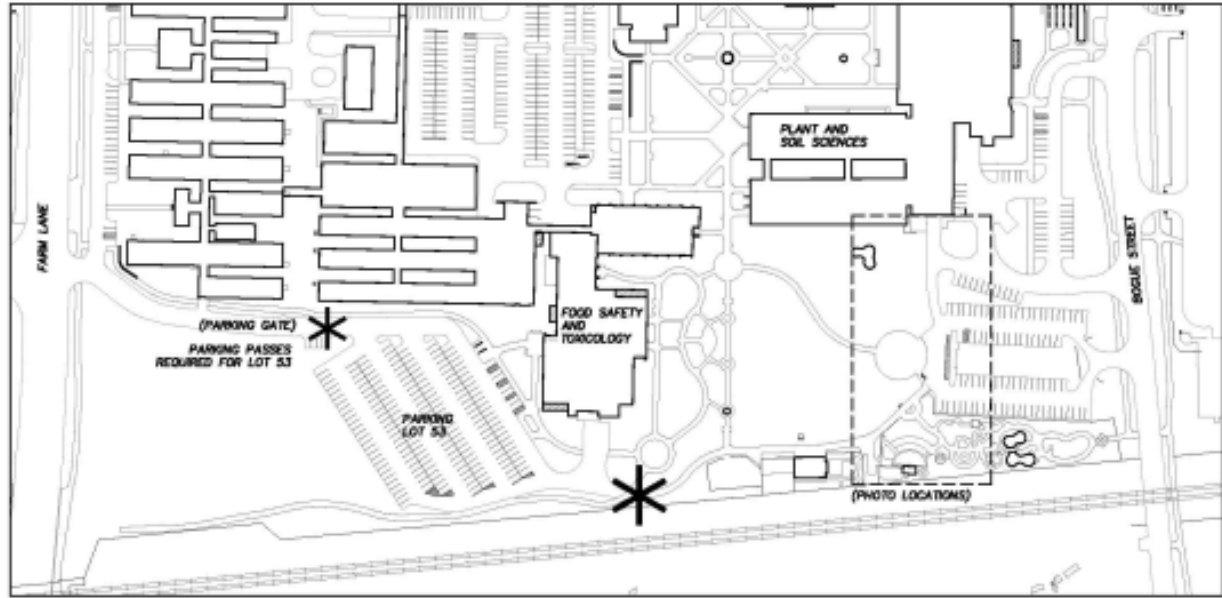 PLANT AND
SOIL SCIENCES
FARM LANE
BOGUE STREET
(PARKING GATE)
PARKING PASSES
REQUIRED FOR LOT 53
FOOD SAFETY
AND
TOXICOLOGY
PARKING
LOT 53
(PHOTO LOCATIONS)